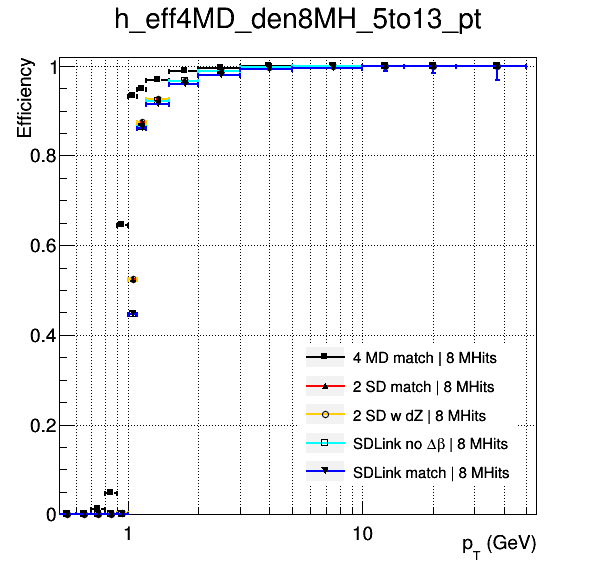 h_eff4MD_den8MH_5to13_pt
Efficiency
1
0.8
0.6
0.4
0.2
0
4 MD match | 8 MHits
2 SD match | 8 MHits
2 SD w dZ | 8 MHits
SDLink no Δβ | 8 MHits
SDLink match | 8 MHits
1
10
p_T (GeV)